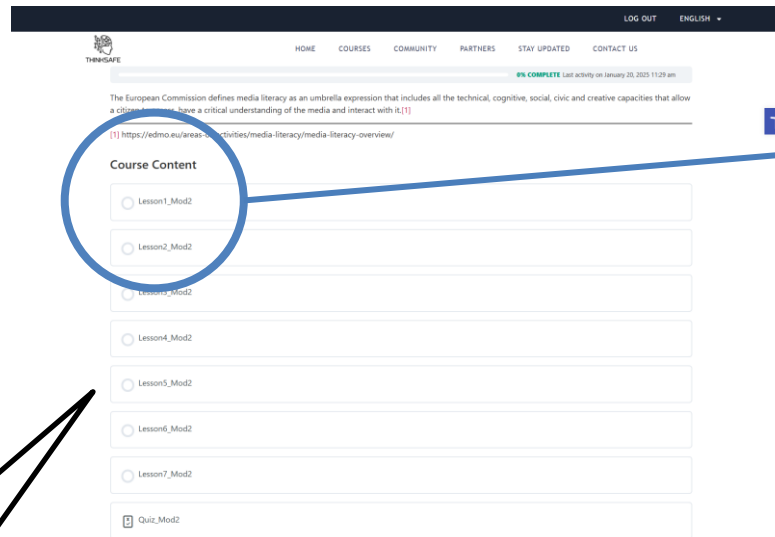 LOG OUT ENGLISH
THINKSAFE
HOME COURSES COMMUNITY PARTNERS STAY UPDATED CONTACT US
0% COMPLETE Last activity on January 20, 2025 11:29 am
The European Commission defines media literacy as an umbrella expression that includes all the technical, cognitive, social, civic and creative capacities that allow
a citizen to access, have a critical understanding of the media and interact with it.[1]
[1] https://edmo.eu/areas-of-activities/media-literacy/media-literacy-overview/
Course Content
Lesson1_Mod2
Lesson2_Mod2
Lesson3_Mod2
Lesson4_Mod2
Lesson5_Mod2
Lesson6_Mod2
Lesson7_Mod2
Quiz_Mod2